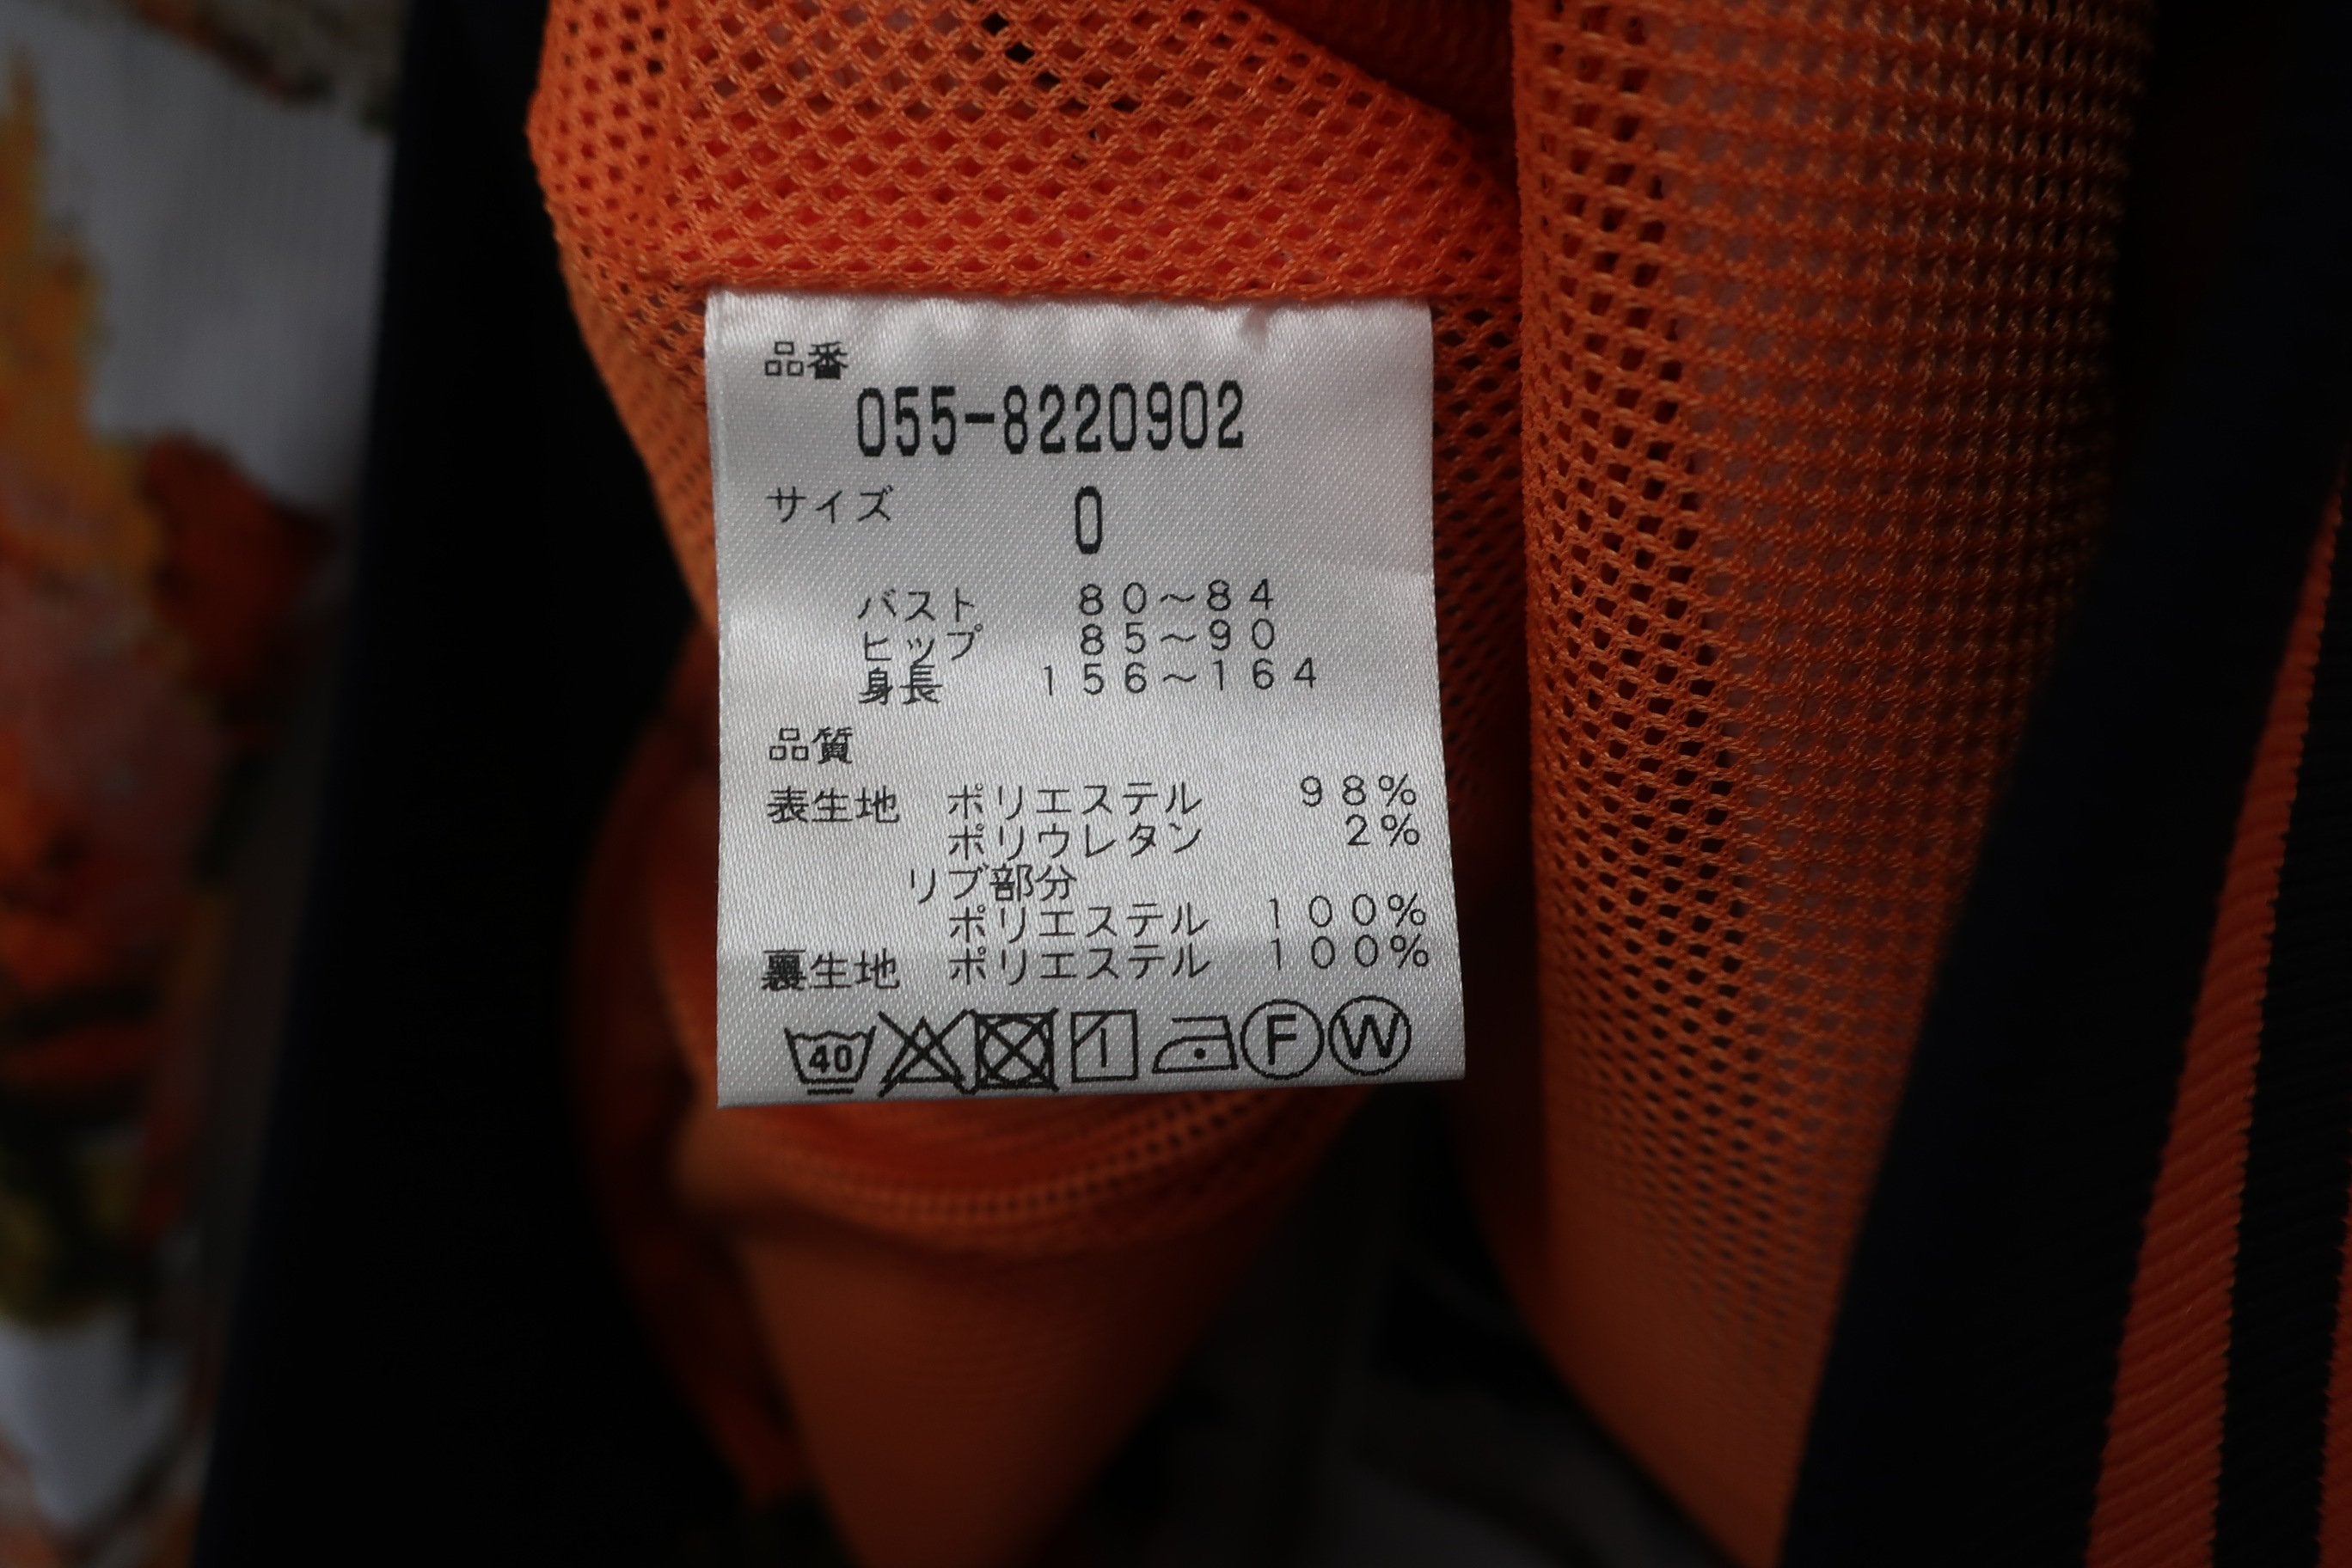 品番
055-8220902
サイズ 0
バスト 80～84
ヒップ 85～90
身長 156～164
品質
表生地 ポリエステル 98%
ポリウレタン 2%
リブ部分
ポリエステル 100%
裏生地 ポリエステル 100%
40 F W